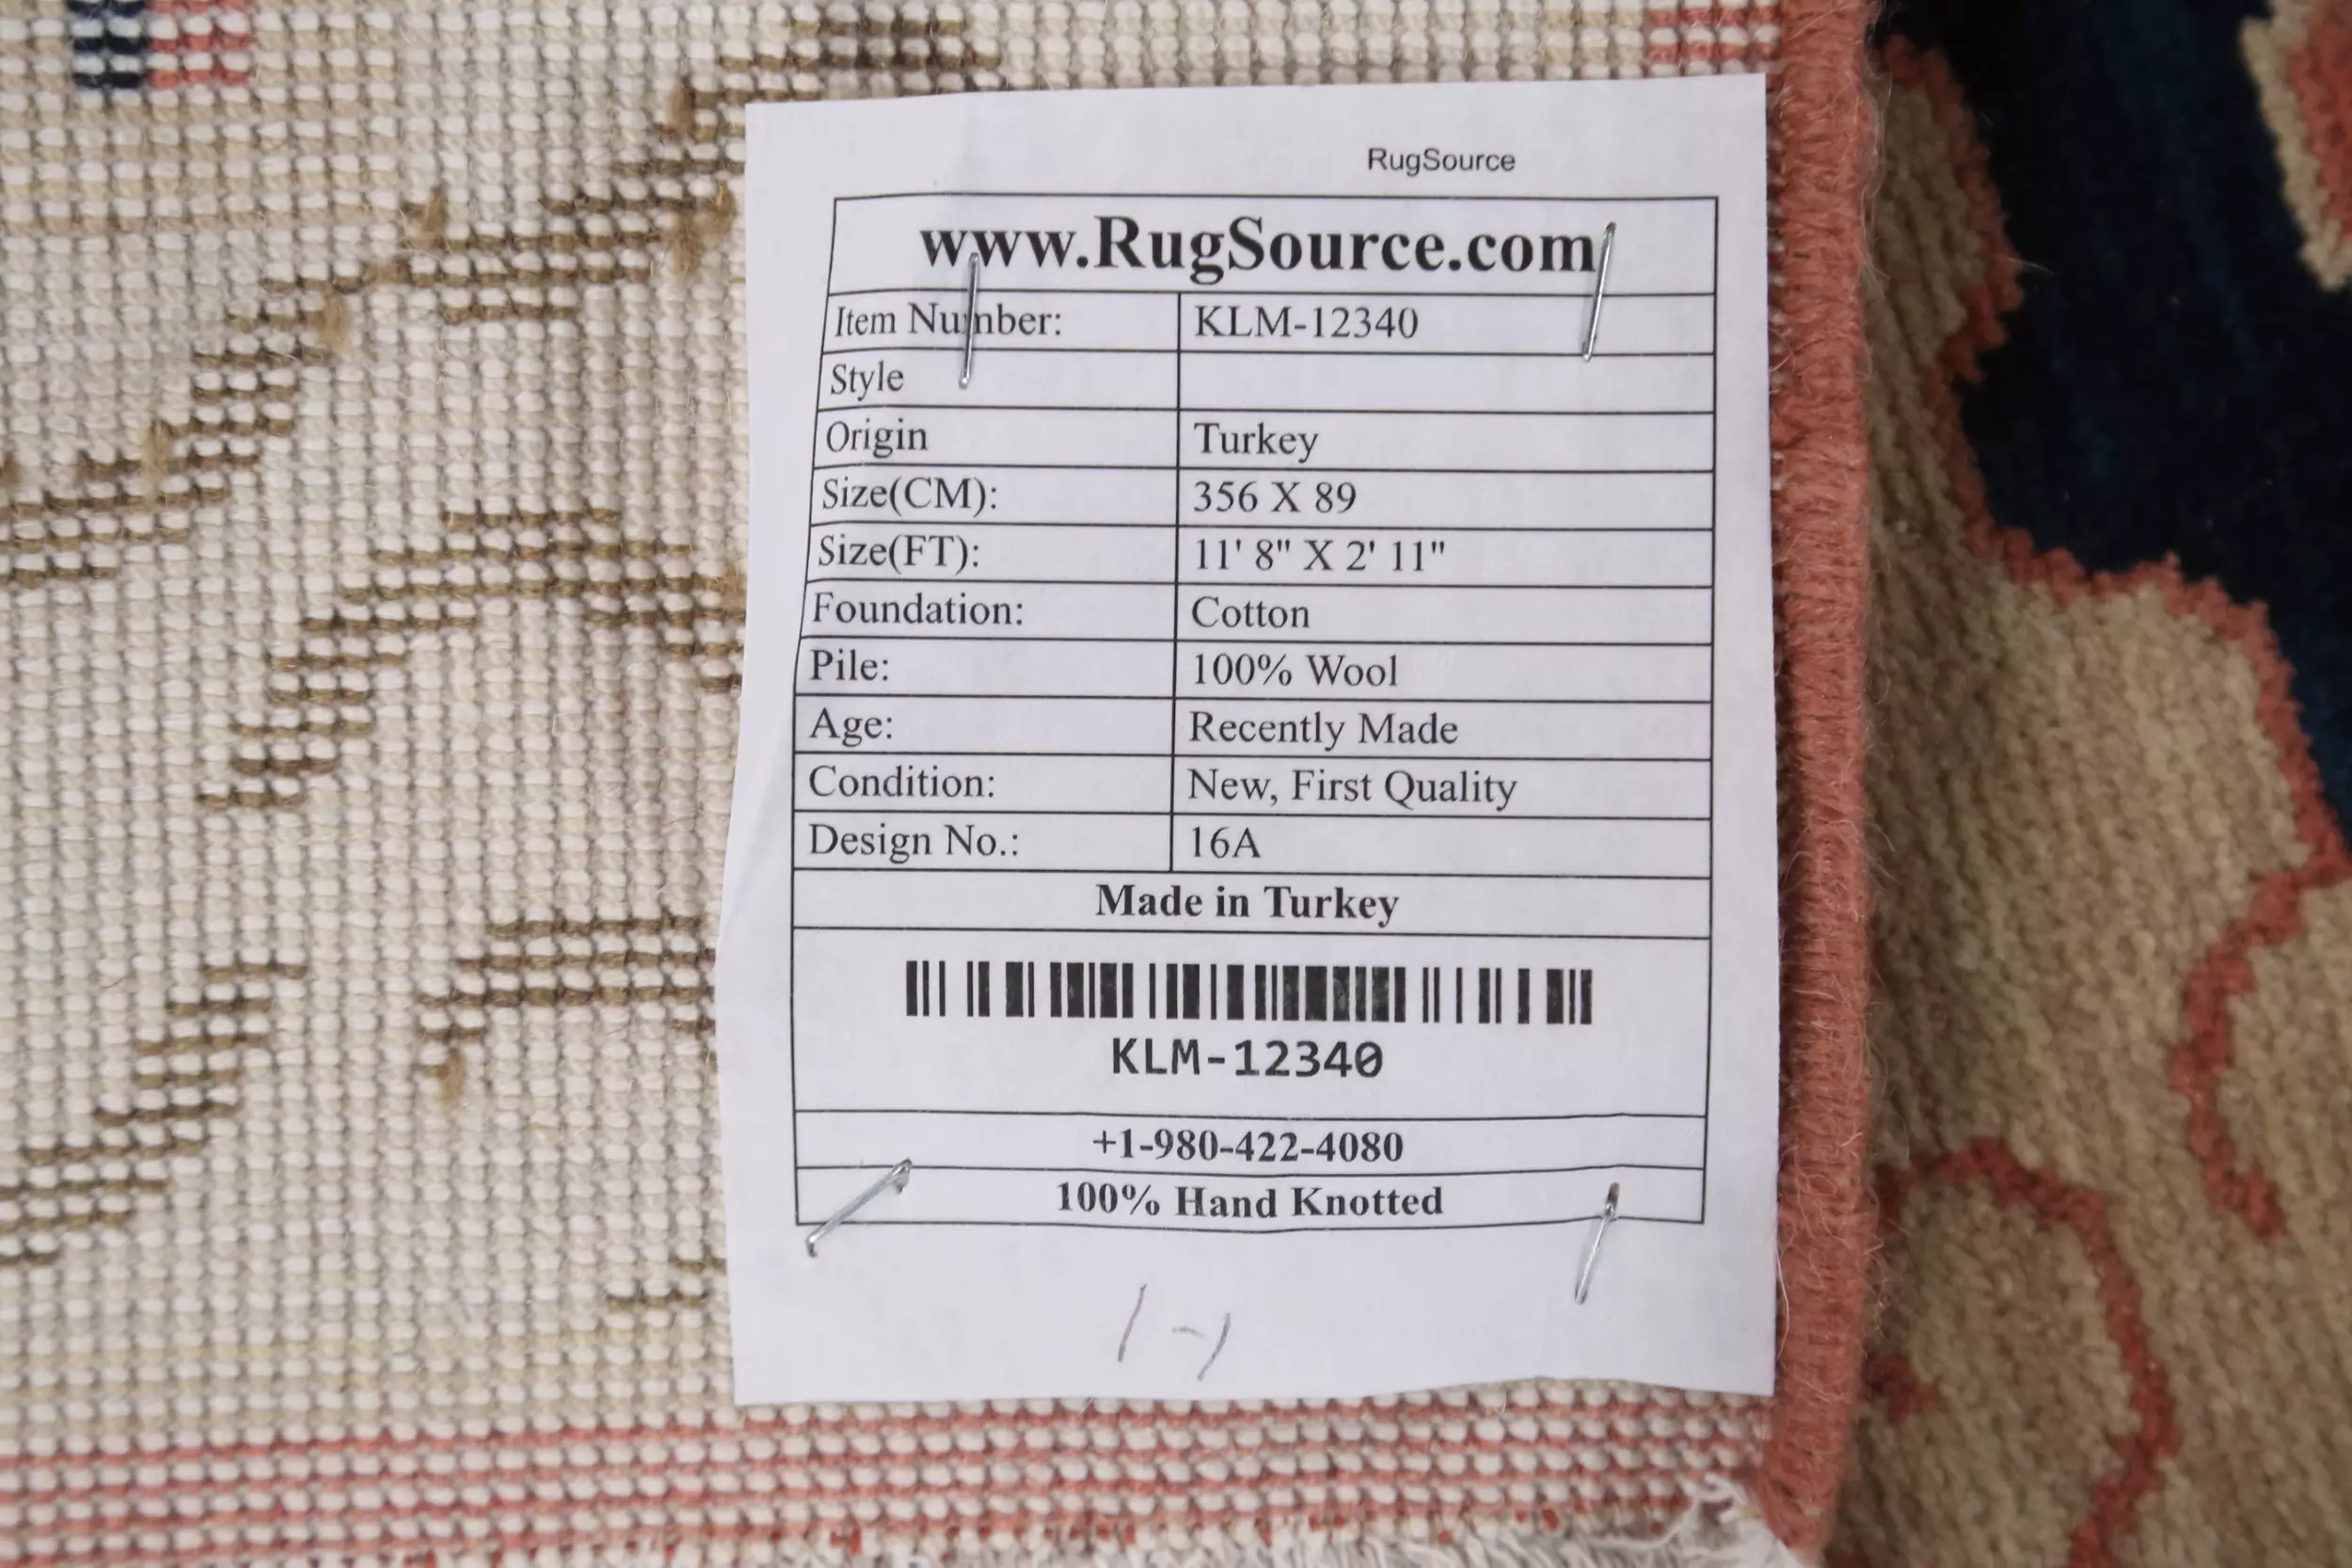 RugSource
www.RugSource.com
Item Number: KLM-12340
Style
Origin Turkey
Size(CM): 356 X 89
Size(FT): 11' 8" X 2' 11"
Foundation: Cotton
Pile: 100% Wool
Age: Recently Made
Condition: New, First Quality
Design No.: 16A
Made in Turkey
KLM-12340
+1-980-422-4080
100% Hand Knotted